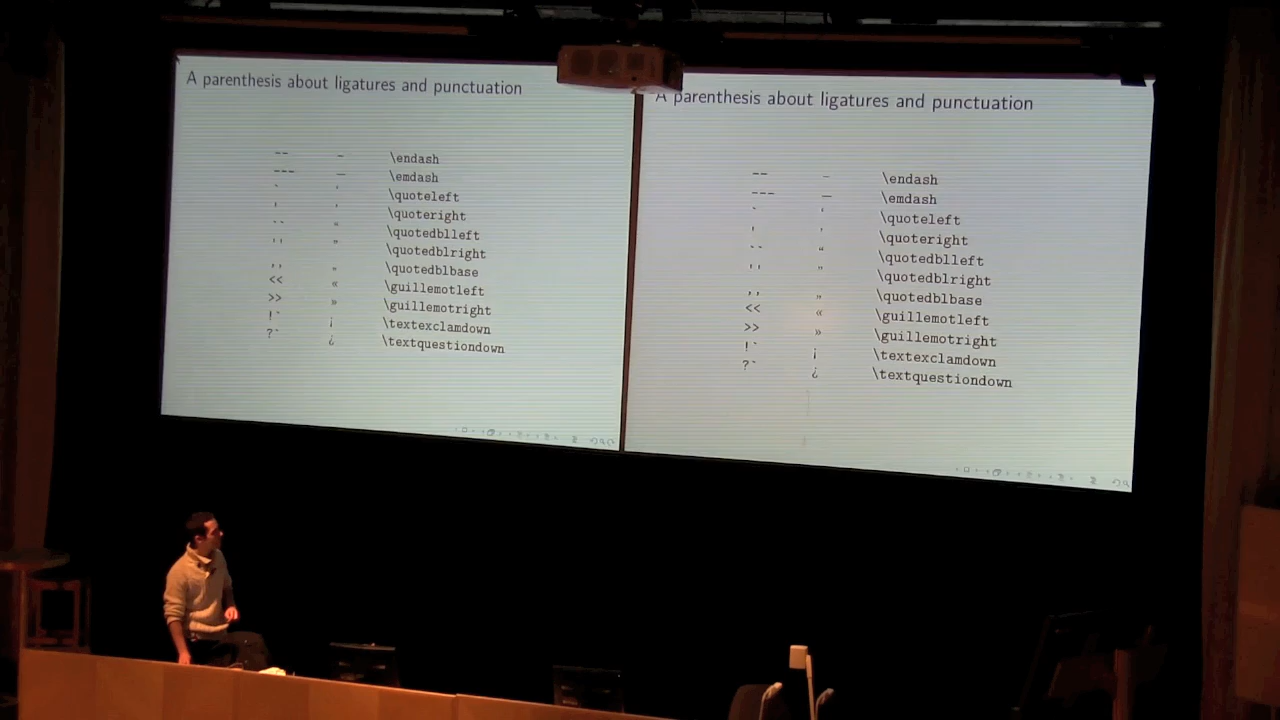 A parenthesis about ligatures and punctuation
-- – \endash
--- — \emdash
` ‘ \quoteleft
' ’ \quoteright
`` “ \quotedblleft
'' ” \quotedblright
,, „ \quotedblbase
<< « \guillemotleft
>> » \guillemotright
!` ¡ \textexclamdown
?` ¿ \textquestiondown
A parenthesis about ligatures and punctuation
-- – \endash
--- — \emdash
` ‘ \quoteleft
' ’ \quoteright
`` “ \quotedblleft
'' ” \quotedblright
,, „ \quotedblbase
<< « \guillemotleft
>> » \guillemotright
!` ¡ \textexclamdown
?` ¿ \textquestiondown